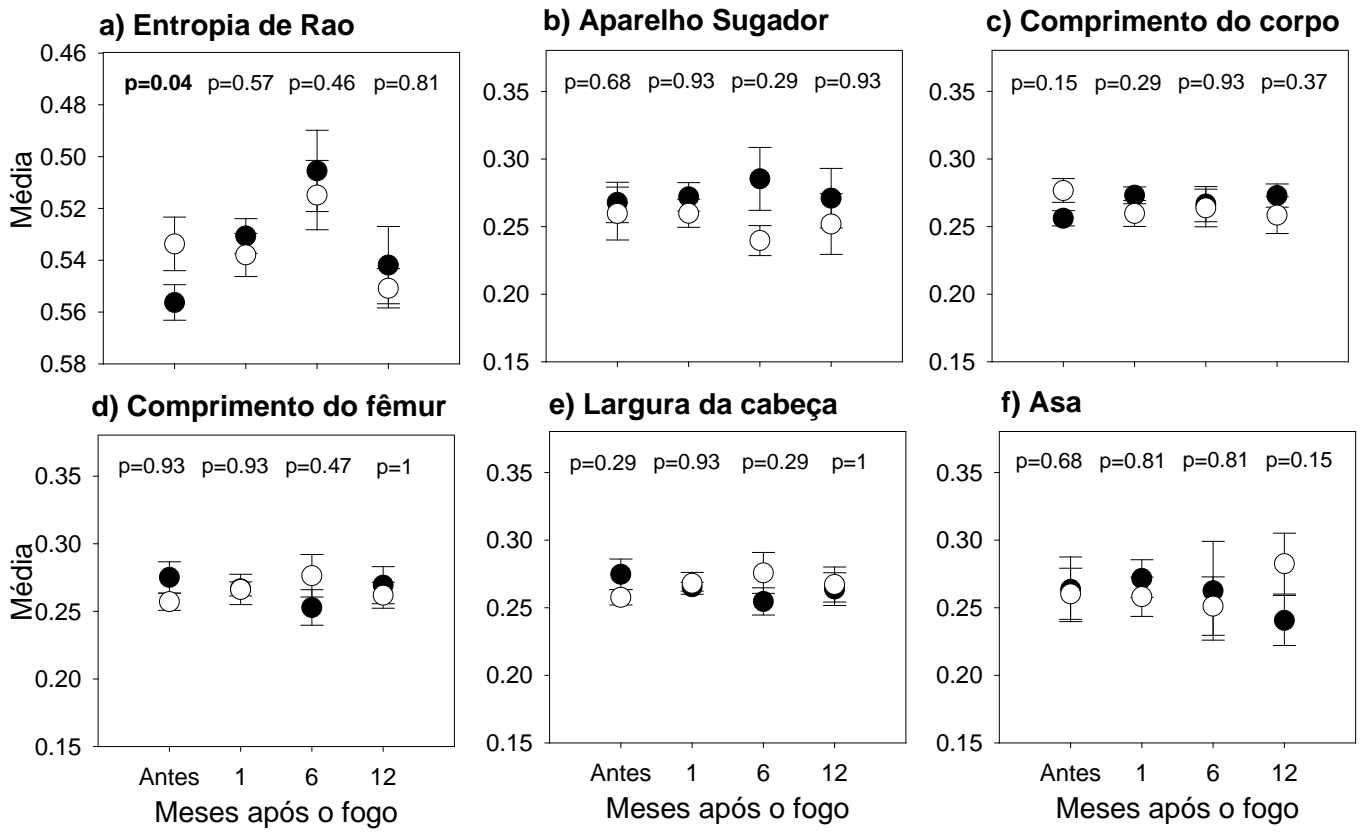 a) Entropia de Rao
b) Aparelho Sugador
c) Comprimento do corpo
0.46
0.48
0.50
0.52
0.54
0.56
0.58
Média
p=0.04 p=0.57 p=0.46 p=0.81
0.35
0.30
0.25
0.20
0.15
p=0.68 p=0.93 p=0.29 p=0.93
0.35
0.30
0.25
0.20
0.15
p=0.15 p=0.29 p=0.93 p=0.37
d) Comprimento do fêmur
e) Largura da cabeça
f) Asa
0.35
0.30
0.25
0.20
0.15
Média
p=0.93 p=0.93 p=0.47 p=1
Antes 1 6 12
Meses após o fogo
0.35
0.30
0.25
0.20
0.15
p=0.29 p=0.93 p=0.29 p=1
Antes 1 6 12
Meses após o fogo
0.35
0.30
0.25
0.20
0.15
p=0.68 p=0.81 p=0.81 p=0.15
Antes 1 6 12
Meses após o fogo